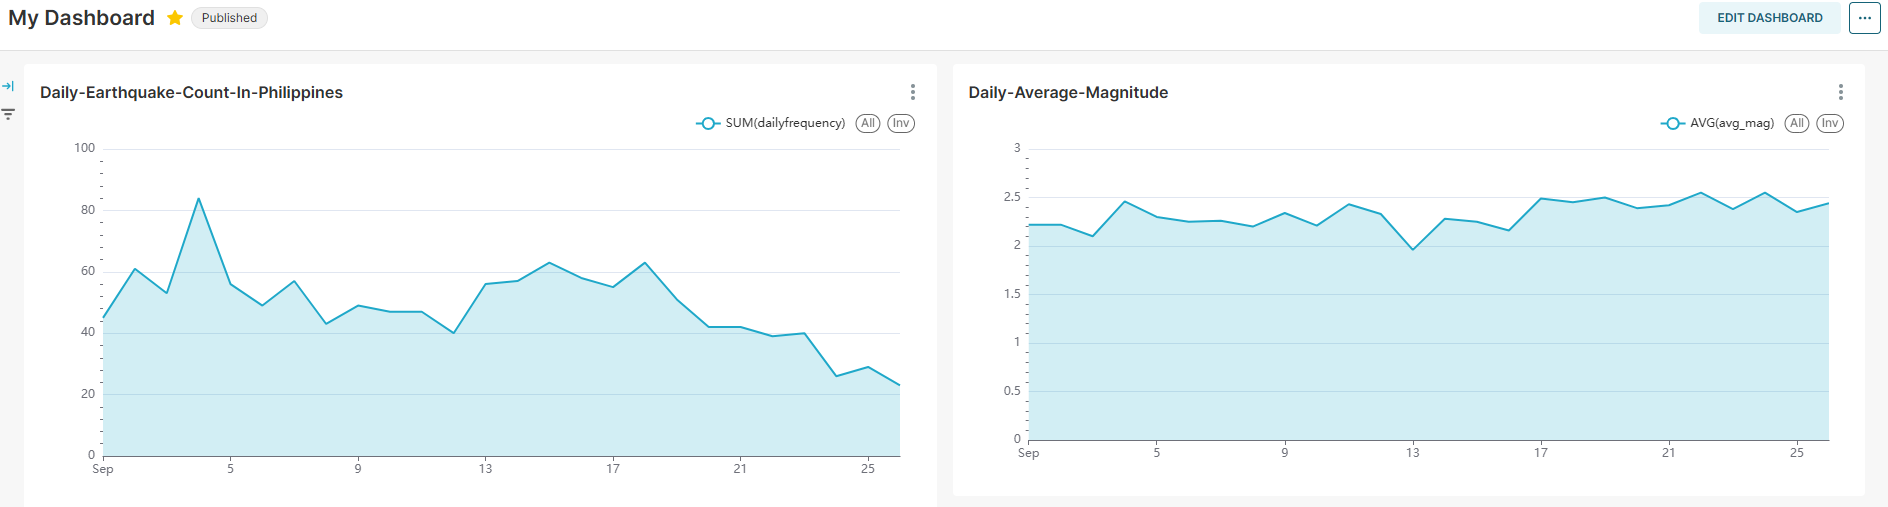 My Dashboard Published EDIT DASHBOARD ...
Daily-Earthquake-Count-In-Philippines
SUM(dailyfrequency) All Inv
100
80
60
40
20
0
Sep 5 9 13 17 21 25
Daily-Average-Magnitude
AVG(avg_mag) All Inv
3
2.5
2
1.5
1
0.5
0
Sep 5 9 13 17 21 25